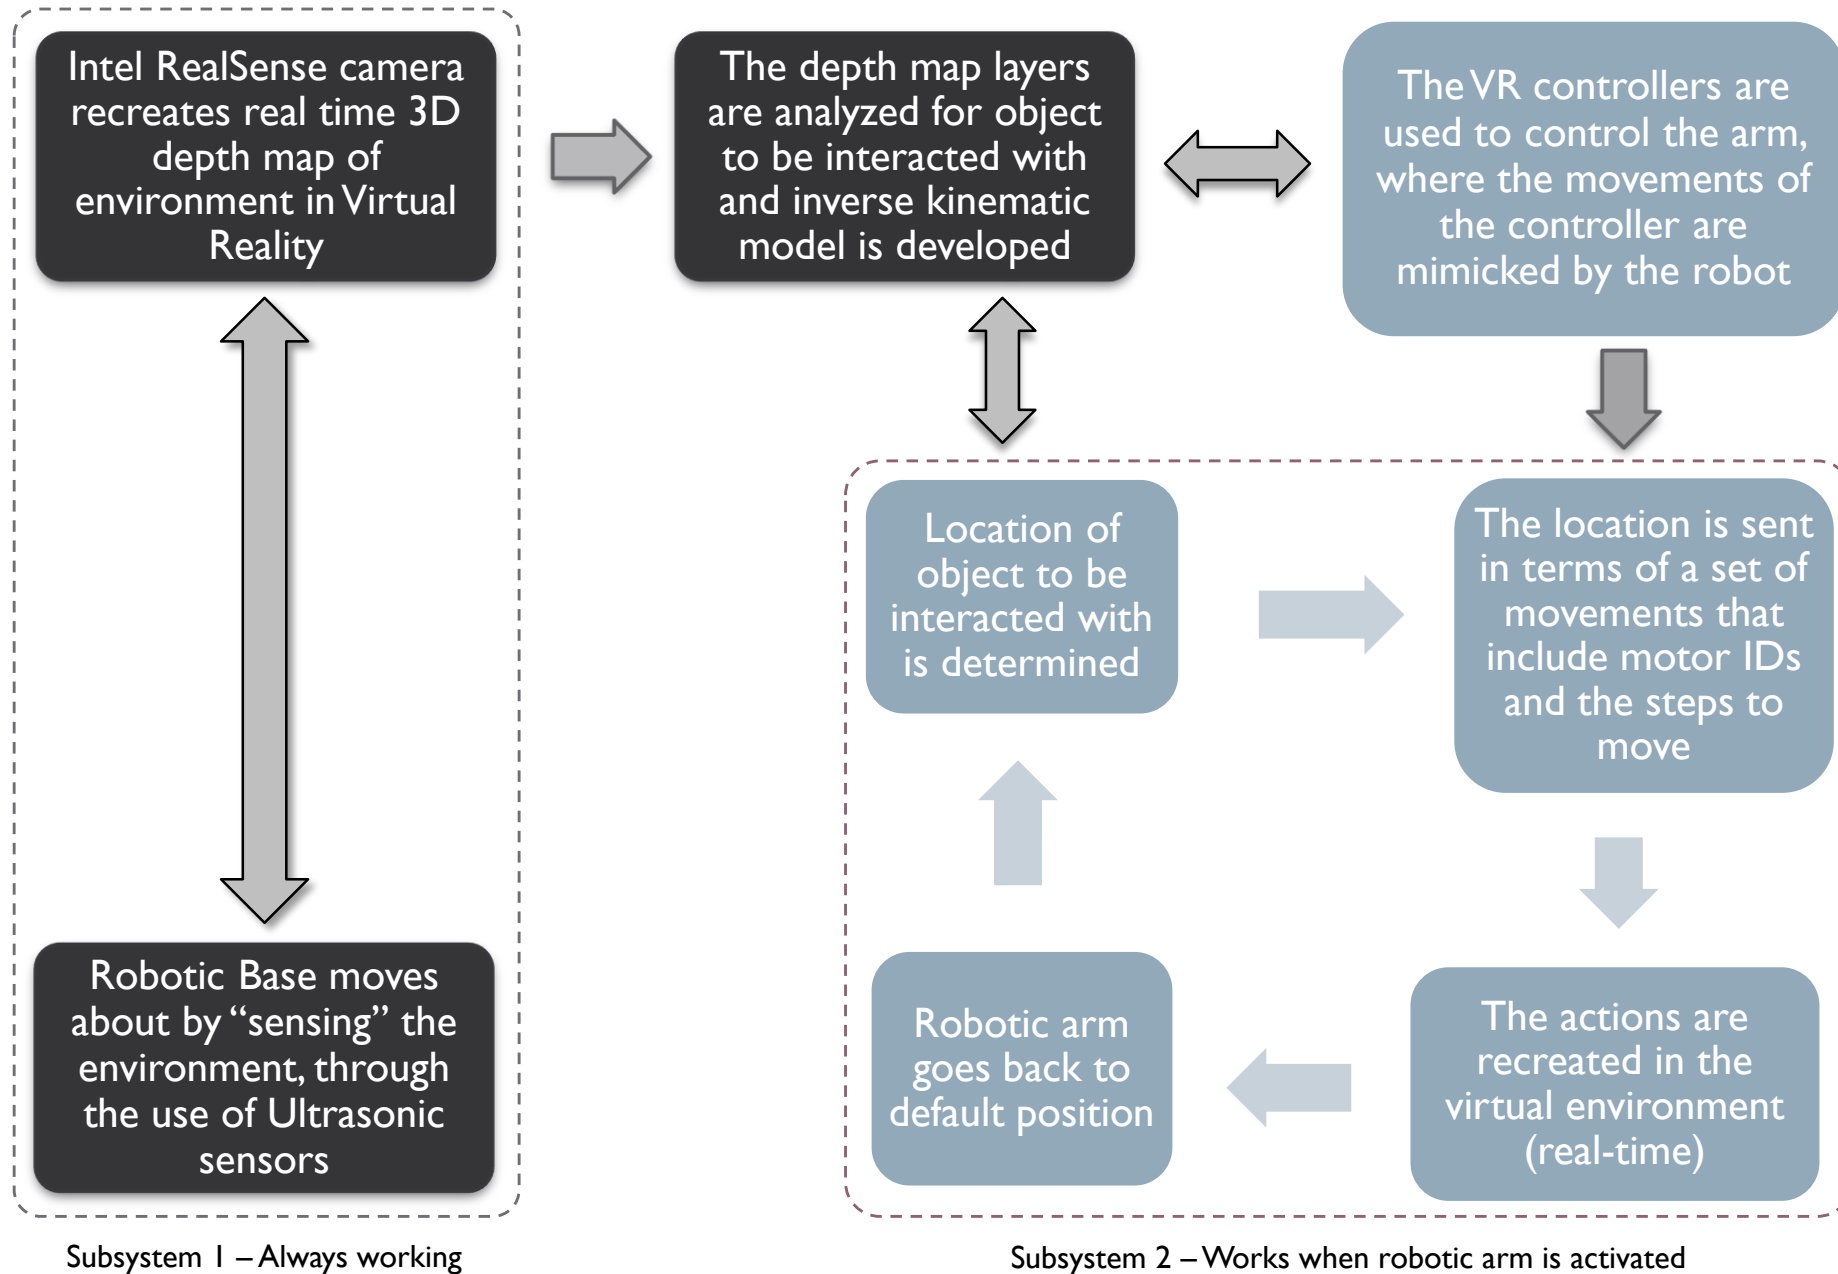 Intel RealSense camera
recreates real time 3D
depth map of
environment in Virtual
Reality
The depth map layers
are analyzed for object
to be interacted with
and inverse kinematic
model is developed
The VR controllers are
used to control the arm,
where the movements of
the controller are
mimicked by the robot
Location of
object to be
interacted with
is determined
The location is sent
in terms of a set of
movements that
include motor IDs
and the steps to
move
Robotic Base moves
about by “sensing” the
environment, through
the use of Ultrasonic
sensors
Robotic arm
goes back to
default position
The actions are
recreated in the
virtual environment
(real-time)
Subsystem 1 – Always working
Subsystem 2 – Works when robotic arm is activated